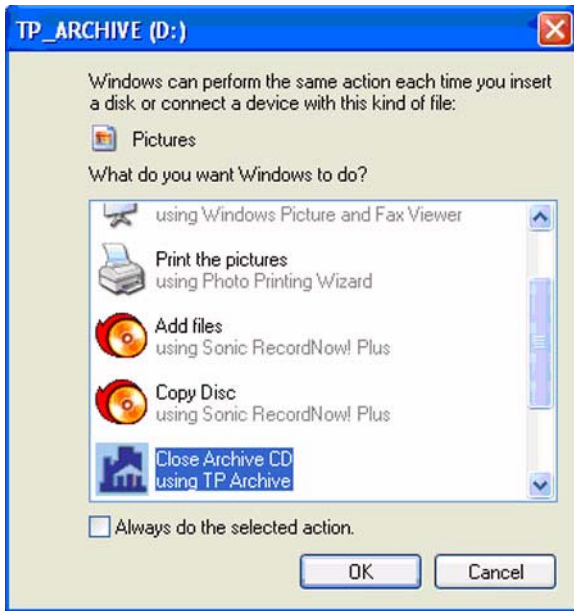 TP_ARCHIVE (D:)
Windows can perform the same action each time you insert
a disk or connect a device with this kind of file:
Pictures
What do you want Windows to do?
using Windows Picture and Fax Viewer
Print the pictures
using Photo Printing Wizard
Add files
using Sonic RecordNow! Plus
Copy Disc
using Sonic RecordNow! Plus
Close Archive CD
using TP Archive
Always do the selected action.
OK
Cancel